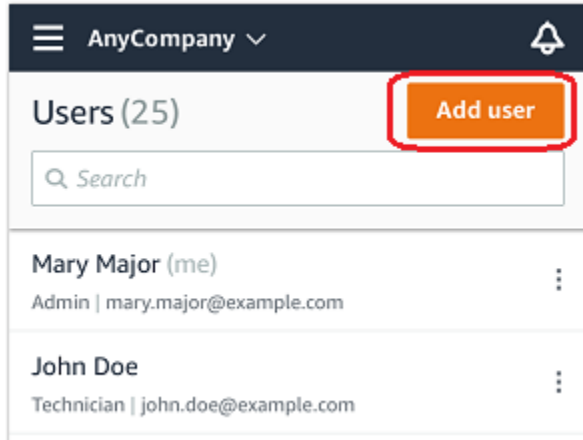 AnyCompany
Users (25)
Add user
Search
Mary Major (me)
Admin | mary.major@example.com
John Doe
Technician | john.doe@example.com